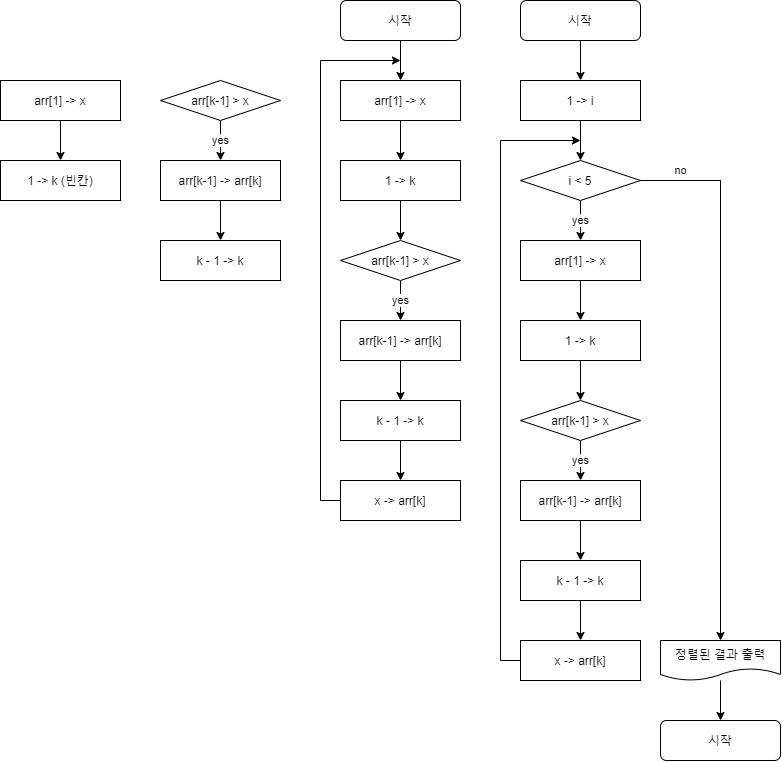 arr[1] -> x
1 -> k (빈칸)
arr[k-1] > x
yes
arr[k-1] -> arr[k]
k - 1 -> k
시작
arr[1] -> x
1 -> k
arr[k-1] > x
yes
arr[k-1] -> arr[k]
k - 1 -> k
x -> arr[k]
시작
1 -> i
i < 5
no
yes
arr[1] -> x
1 -> k
arr[k-1] > x
yes
arr[k-1] -> arr[k]
k - 1 -> k
x -> arr[k]
정렬된 결과 출력
시작